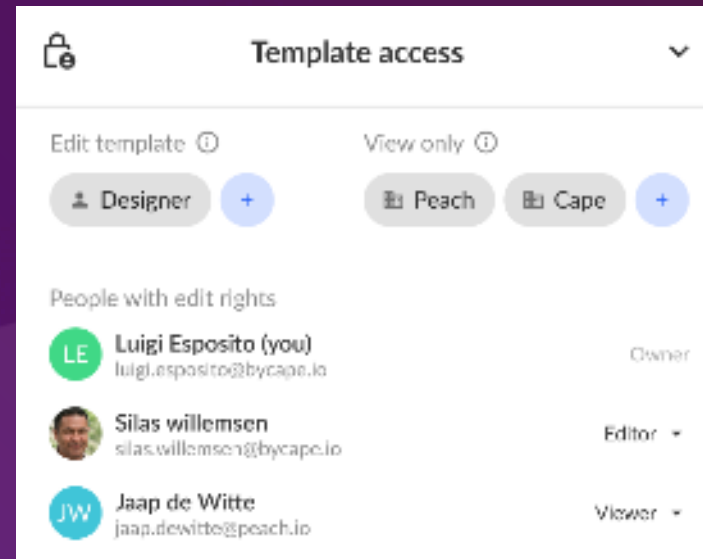 Template access
Edit template
View only
Designer
+
Peach
Cape
+
People with edit rights
LE
Luigi Esposito (you)
luigi.esposito@bycape.io
Owner
Silas willemsen
silas.willemsen@bycape.io
Editor
JW
Jaap de Witte
jaap.dewitte@peach.io
Viewer